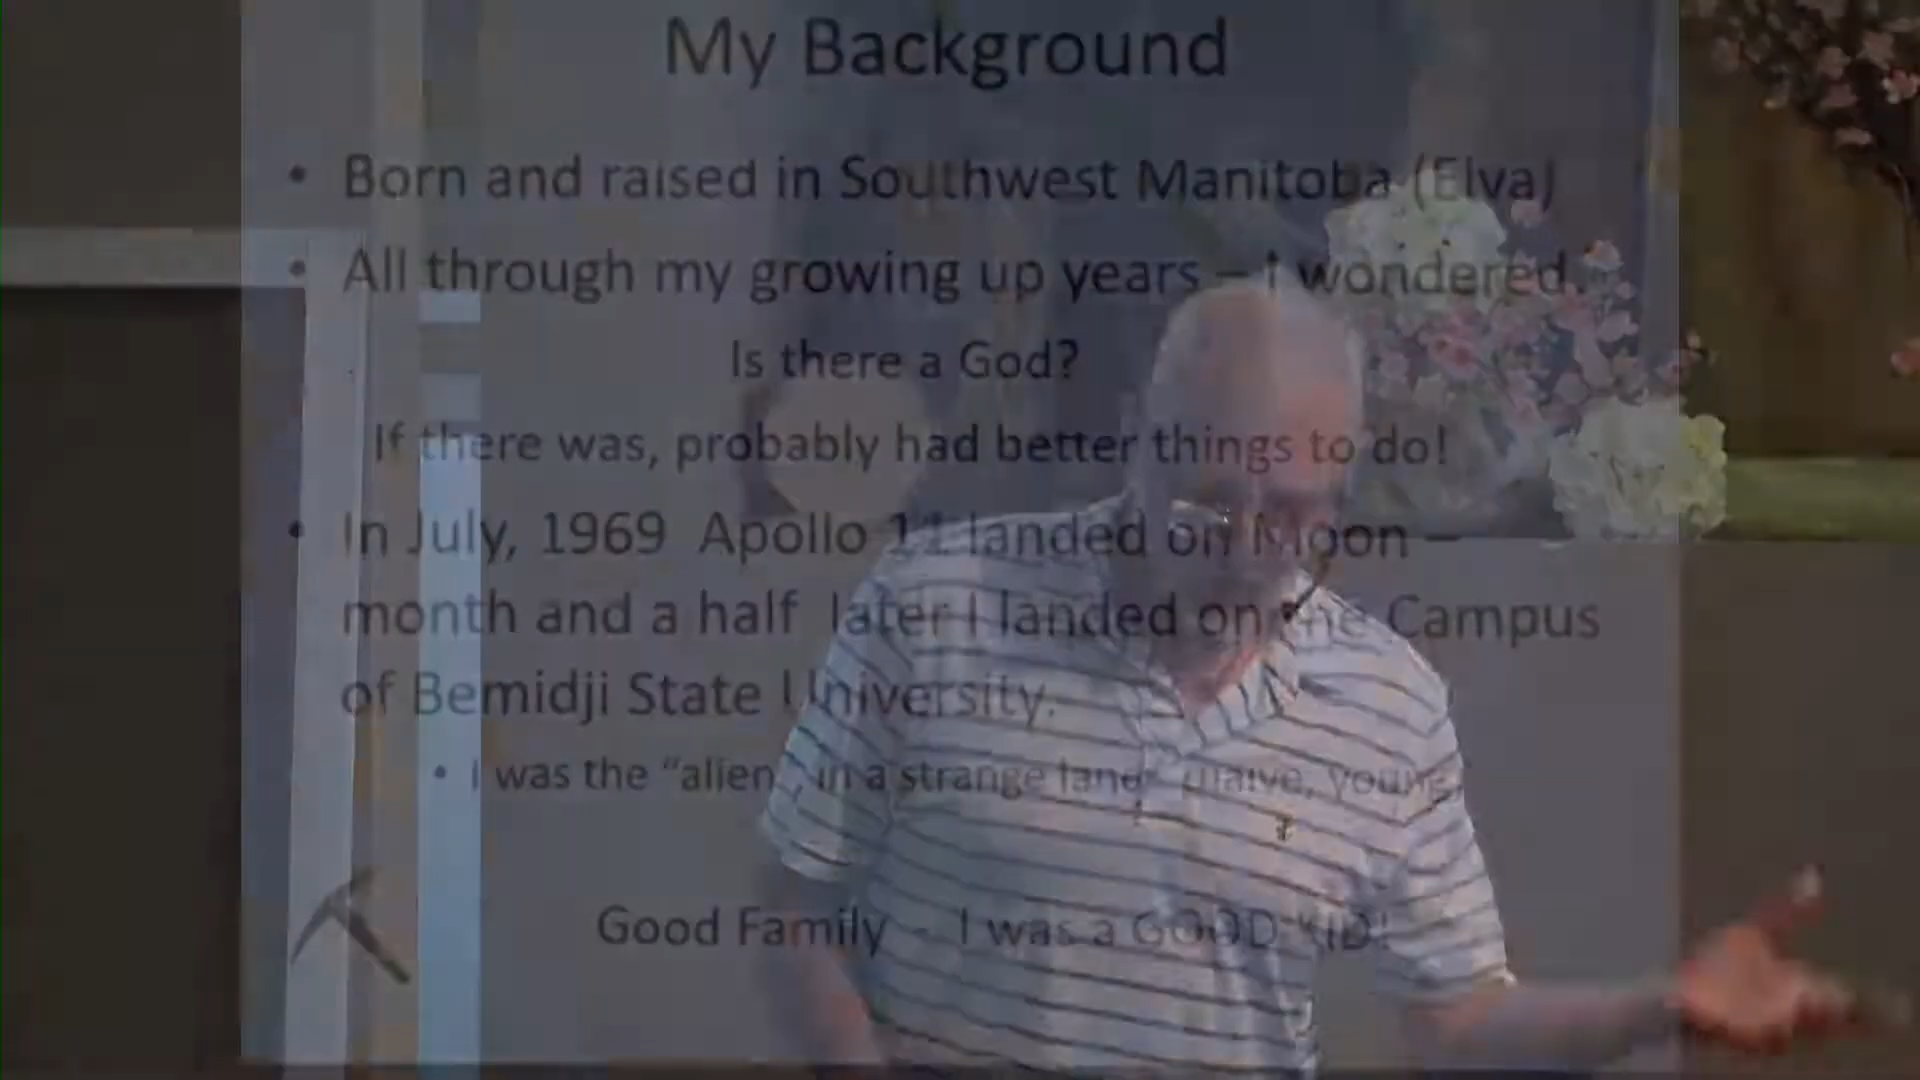 My Background
• Born and raised in Southwest Manitoba (Elva)
• All through my growing up years – I wondered
Is there a God?
If there was, probably had better things to do!
• In July, 1969 Apollo 11 landed on Moon –
month and a half later I landed on the Campus
of Bemidji State University.
• I was the “alien” in a strange land” (naive, young,
Good Family - I was a GOOD KID!